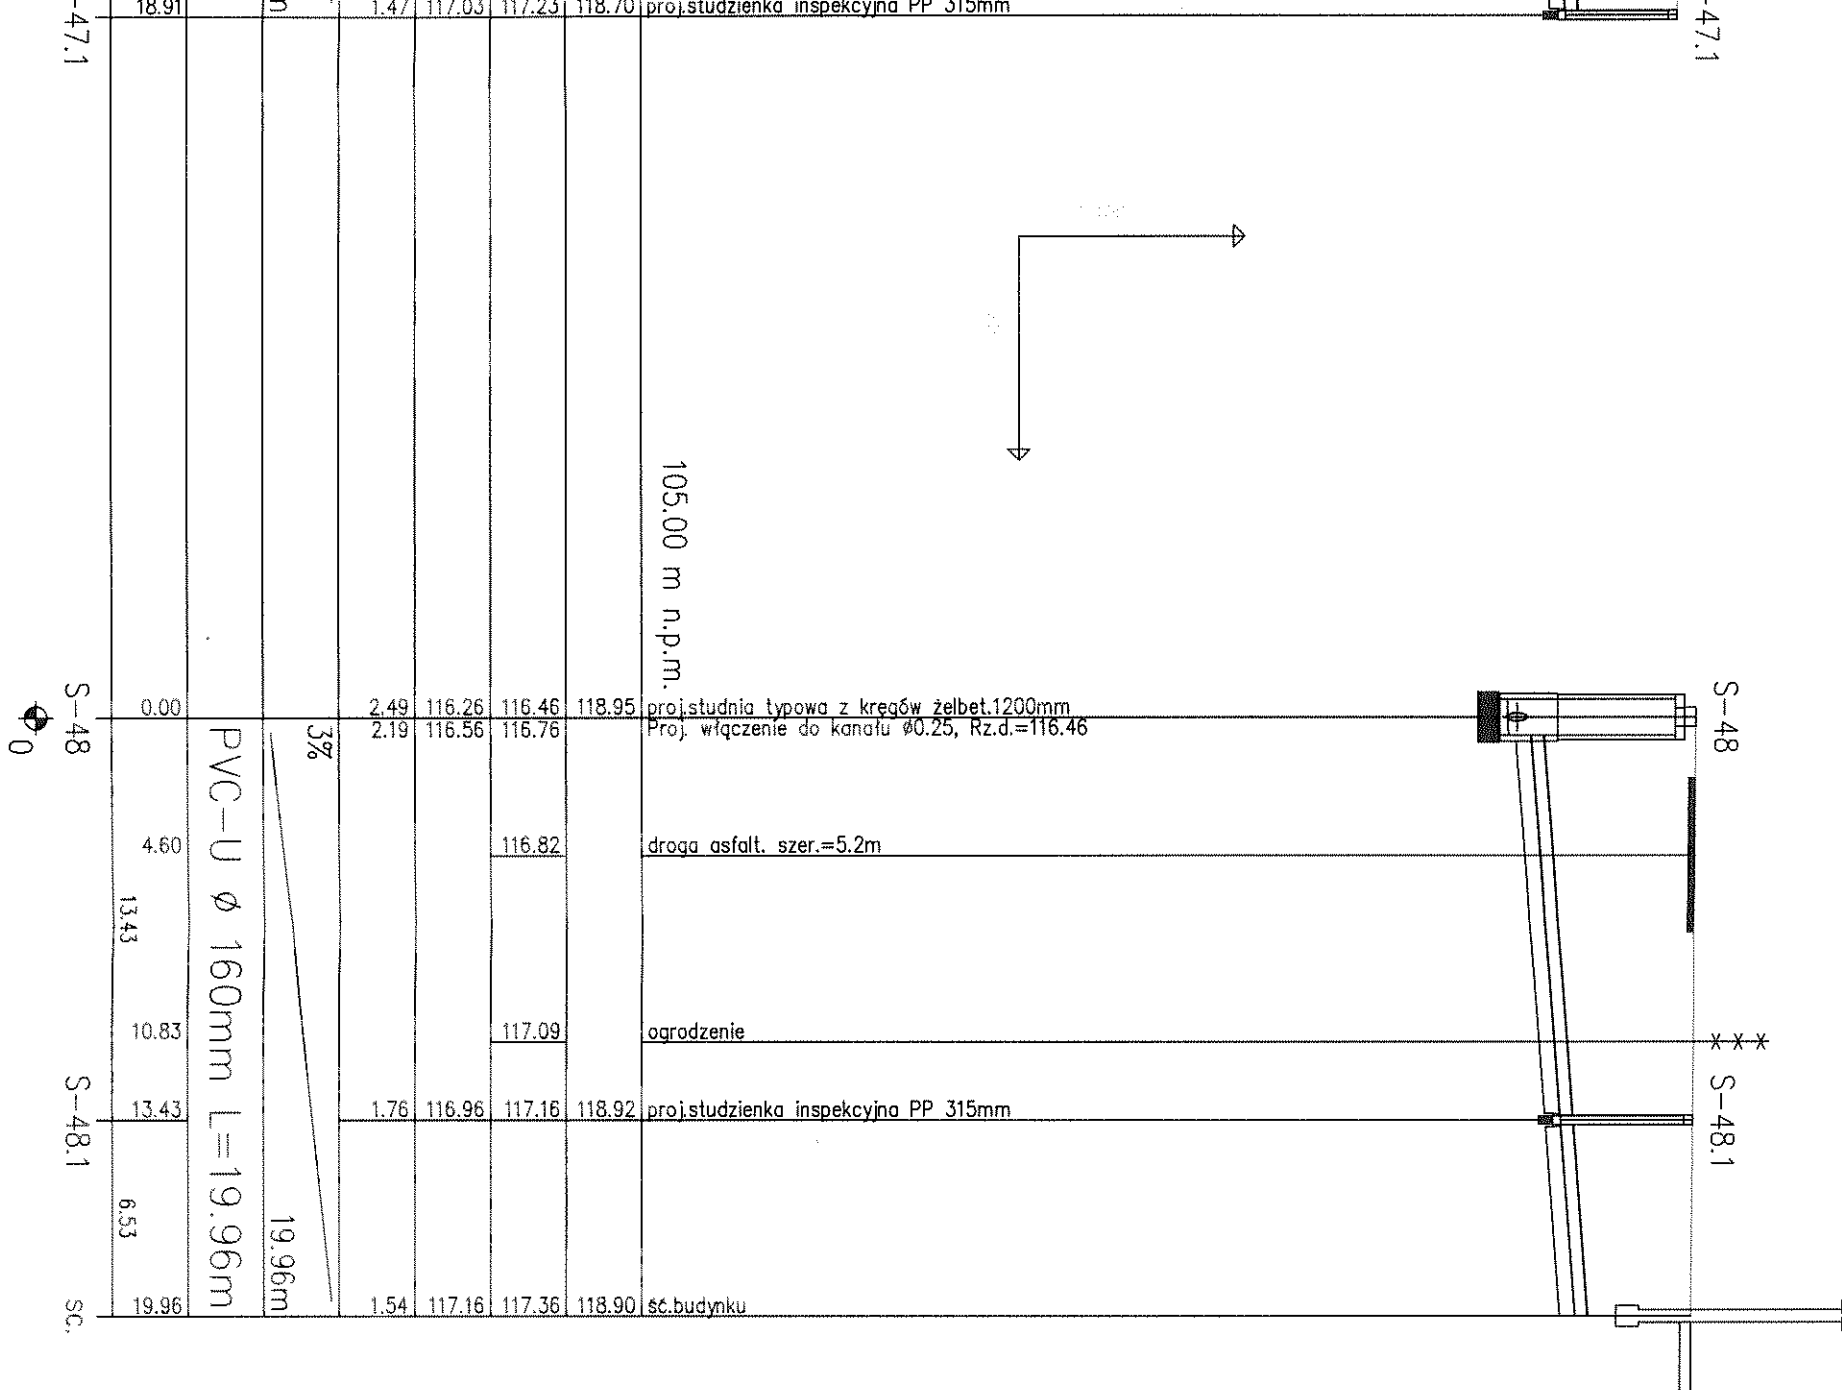 18.91 1.47 117.03 117.23 118.70 proj.studzienka inspekcyjna PP 315mm
-47.1
-47.1
105.00 m n.p.m.
S-48
S-48
0
0.00 2.49 116.26 116.46 118.95 proj.studnia typowa z kręgów żelbet.1200mm
2.19 116.56 116.76 Proj. włączenie do kanału ø0.25, Rz.d.=116.46
3%
PVC-U ø 160mm L=19.96m
4.60 116.82 droga asfalt. szer.=5.2m
13.43
10.83 117.09 ogrodzenie
S-48.1
S-48.1
13.43 1.76 116.96 117.16 118.92 proj.studzienka inspekcyjna PP 315mm
6.53
19.96m
19.96 1.54 117.16 117.36 118.90 śc.budynku
sc.